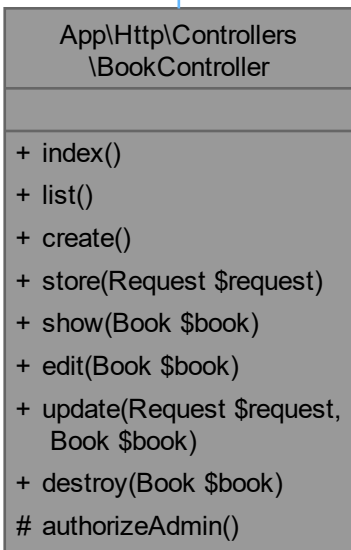 App\Http\Controllers
\BookController
+ index()
+ list()
+ create()
+ store(Request $request)
+ show(Book $book)
+ edit(Book $book)
+ update(Request $request,
Book $book)
+ destroy(Book $book)
# authorizeAdmin()